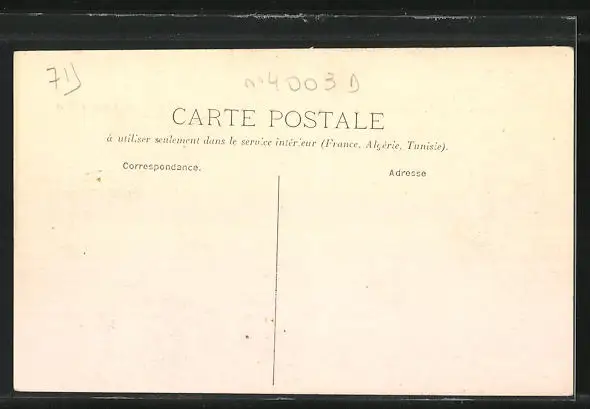 71)
n°4003 D
CARTE POSTALE
à utiliser seulement dans le service intérieur (France, Algérie, Tunisie).
Correspondance.
Adresse